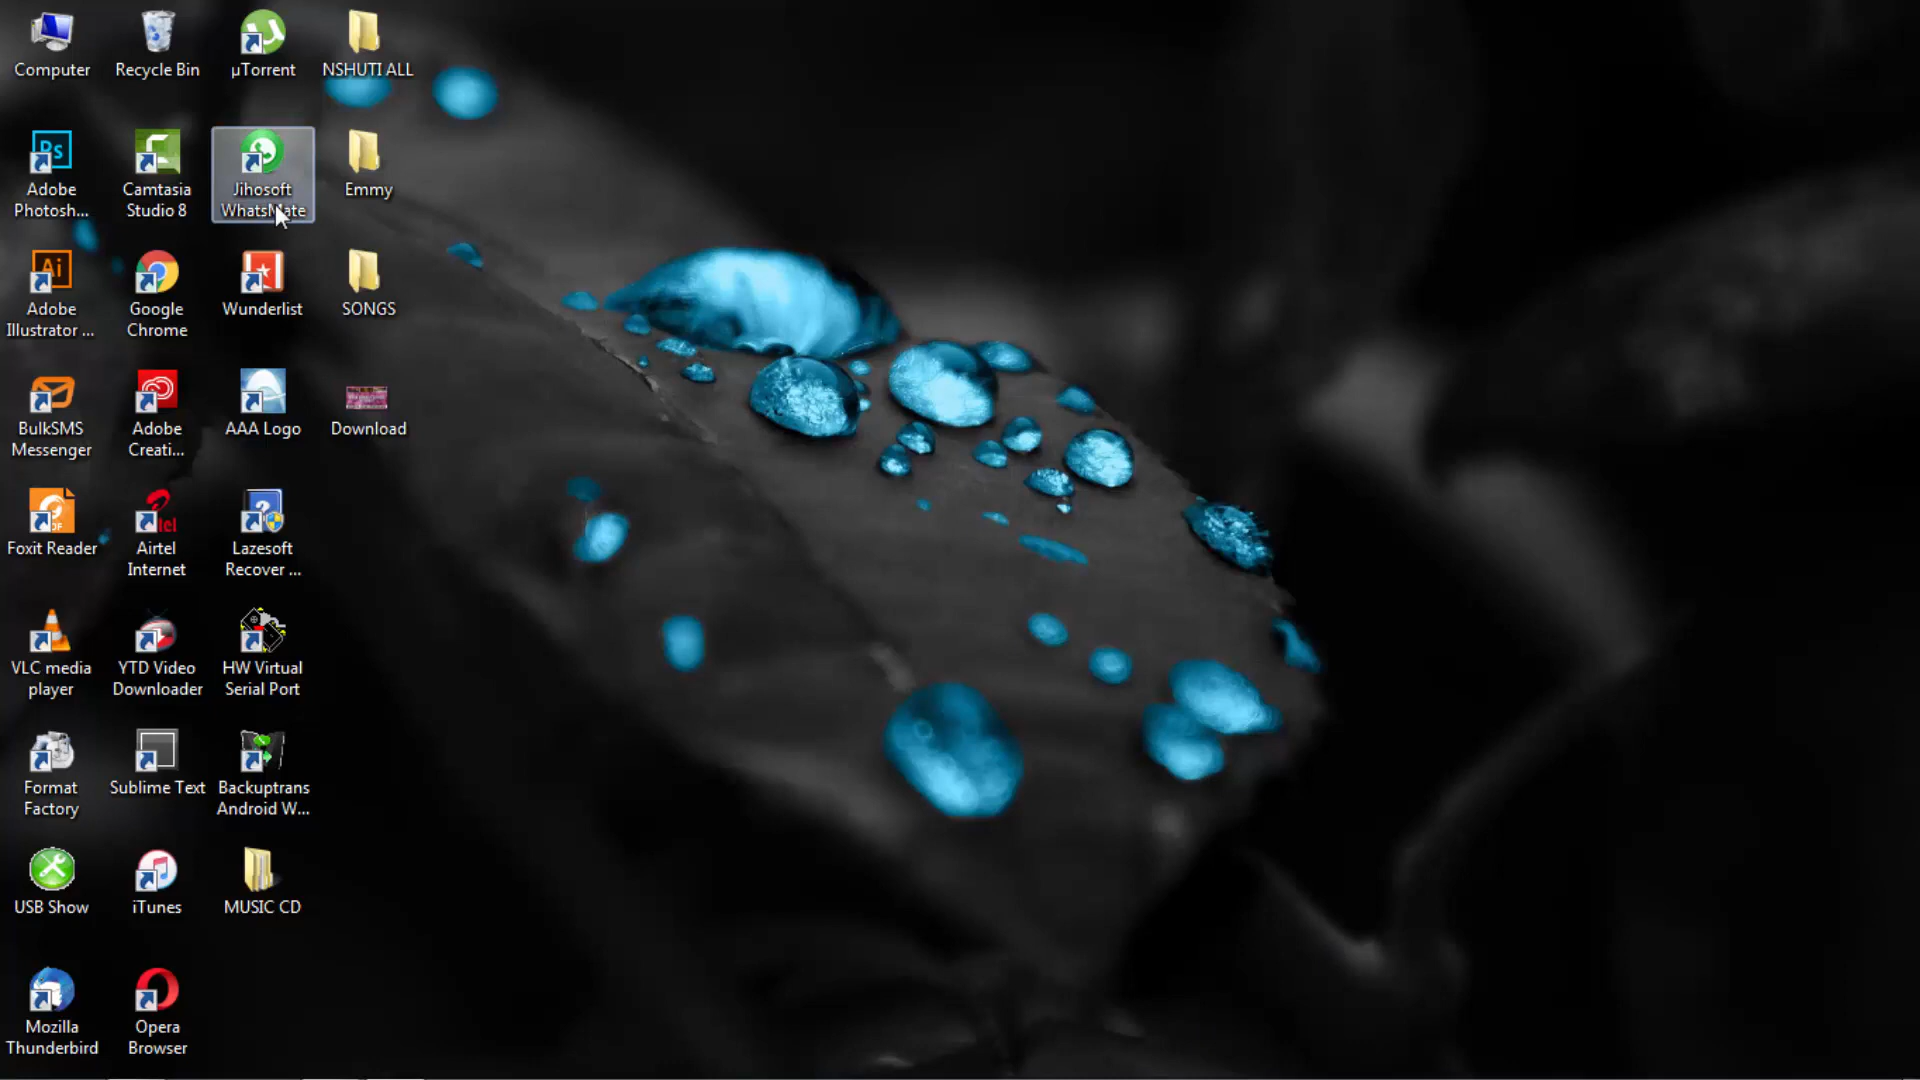 Computer
Recycle Bin
µTorrent
NSHUTI ALL
Ps
Adobe
Photosh...
Camtasia
Studio 8
Jihosoft
WhatsMate
Emmy
Ai
Adobe
Illustrator ...
Google
Chrome
Wunderlist
SONGS
BulkSMS
Messenger
Adobe
Creati...
AAA Logo
Download
Foxit Reader
Airtel
Internet
Lazesoft
Recover ...
VLC media
player
YTD Video
Downloader
HW Virtual
Serial Port
Format
Factory
Sublime Text
Backuptrans
Android W...
USB Show
iTunes
MUSIC CD
Mozilla
Thunderbird
Opera
Browser